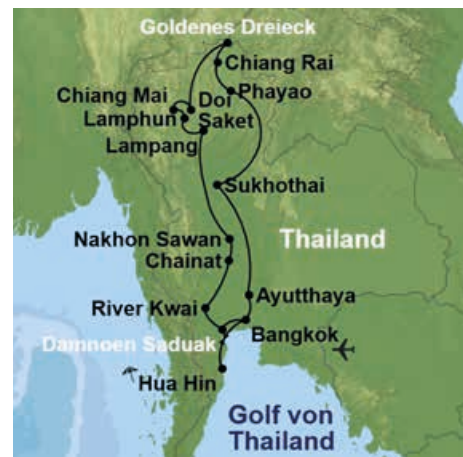 Goldenes Dreieck
Chiang Rai
Chiang Mai
Phayao
Doi
Lamphun
Saket
Lampang
Sukhothai
Nakhon Sawan
Thailand
Chainat
Ayutthaya
River Kwai
Bangkok
Damnoen Saduak
Hua Hin
Golf von
Thailand